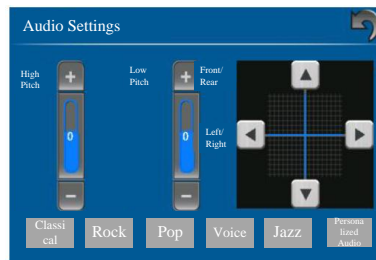 Audio Settings
High
Pitch
+
0
−
Low
Pitch
+
0
−
Front/
Rear
Left/
Right
Classi
cal
Rock
Pop
Voice
Jazz
Persona
lized
Audio